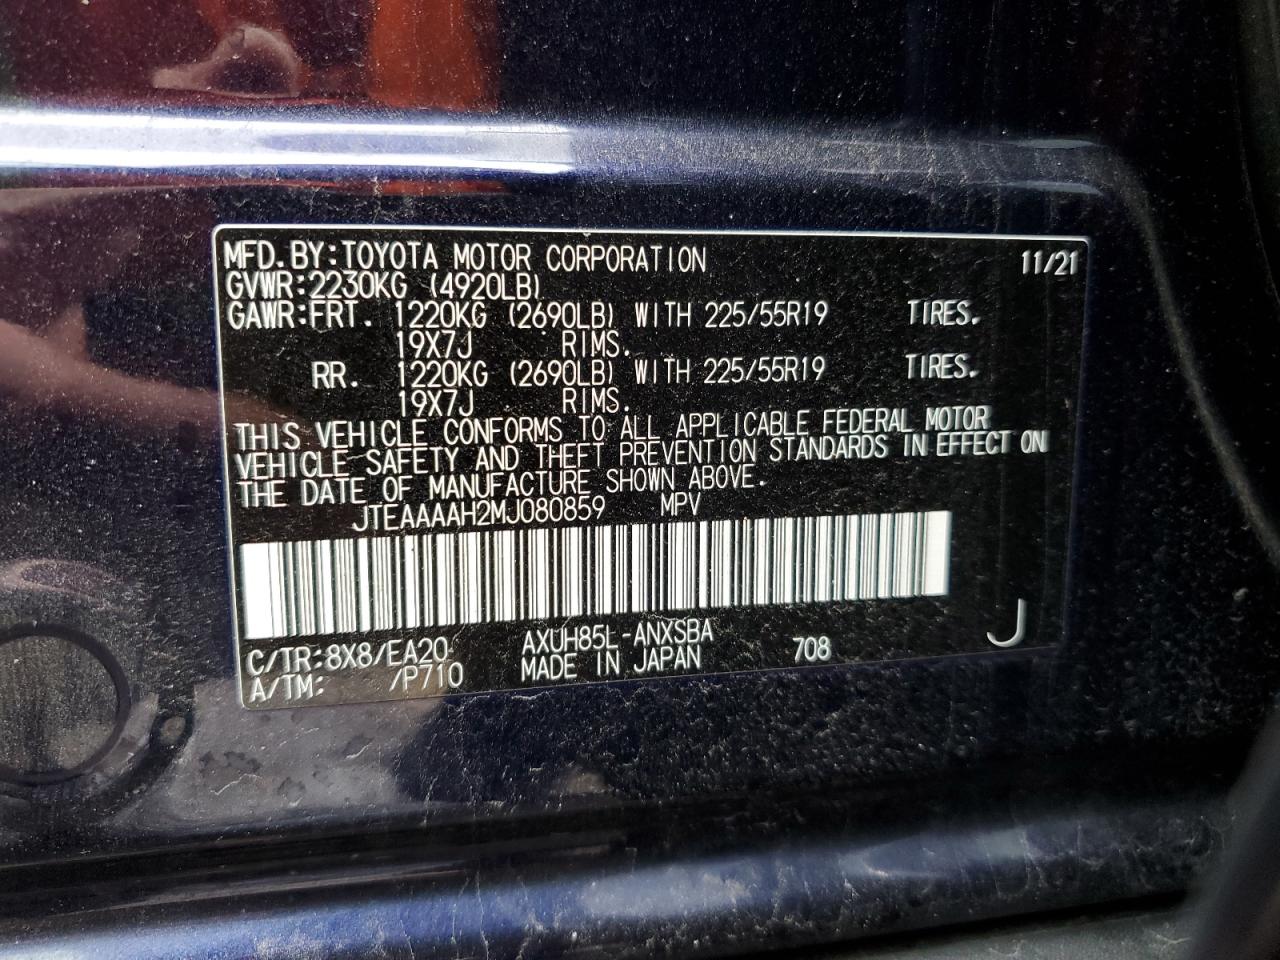 MFD.BY:TOYOTA MOTOR CORPORATION 11/21
GVWR:2230KG (4920LB)
GAWR:FRT. 1220KG (2690LB) WITH 225/55R19 TIRES.
19X7J RIMS.
RR. 1220KG (2690LB) WITH 225/55R19 TIRES.
19X7J RIMS.
THIS VEHICLE CONFORMS TO ALL APPLICABLE FEDERAL MOTOR
VEHICLE SAFETY AND THEFT PREVENTION STANDARDS IN EFFECT ON
THE DATE OF MANUFACTURE SHOWN ABOVE.
JTEAAAAH2MJ080859 MPV
C/TR:8X8/EA20 AXUH85L-ANXSBA 708 J
A/TM: /P710 MADE IN JAPAN